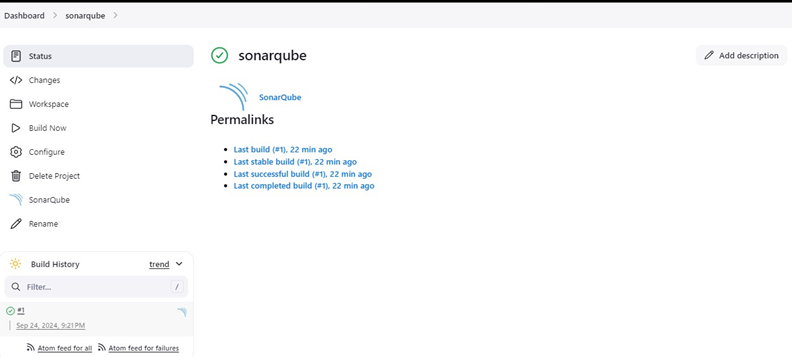 Dashboard > sonarqube >
Status
Changes
Workspace
Build Now
Configure
Delete Project
SonarQube
Rename
Build History trend
Filter... /
#1
Sep 24, 2024, 9:21 PM
Atom feed for all Atom feed for failures
sonarqube
Add description
SonarQube
Permalinks
Last build (#1), 22 min ago
Last stable build (#1), 22 min ago
Last successful build (#1), 22 min ago
Last completed build (#1), 22 min ago